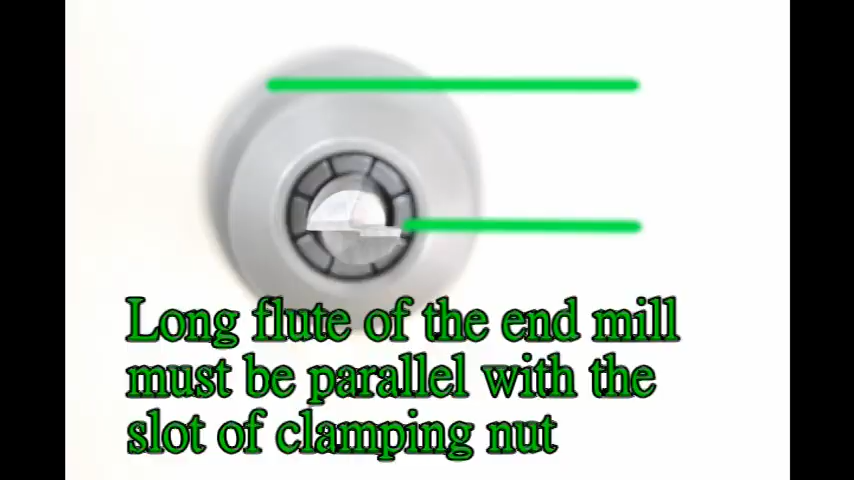 Long flute of the end mill
must be parallel with the
slot of clamping nut